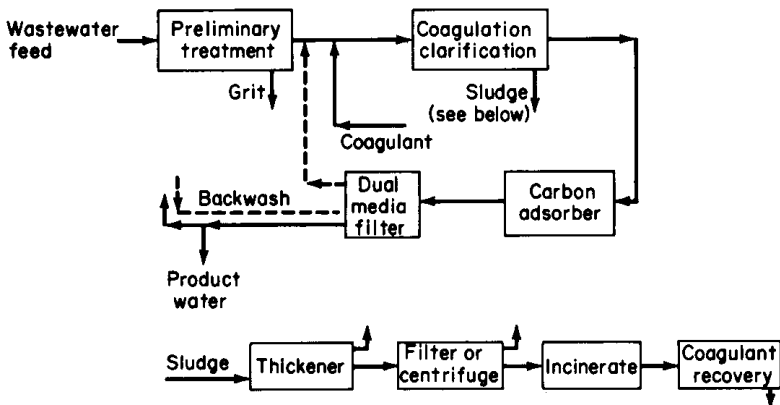 Wastewater
feed
Preliminary
treatment
Coagulation
clarification
Grit
Sludge
(see below)
Coagulant
Backwash
Dual
media
filter
Carbon
adsorber
Product
water
Sludge
Thickener
Filter or
centrifuge
Incinerate
Coagulant
recovery